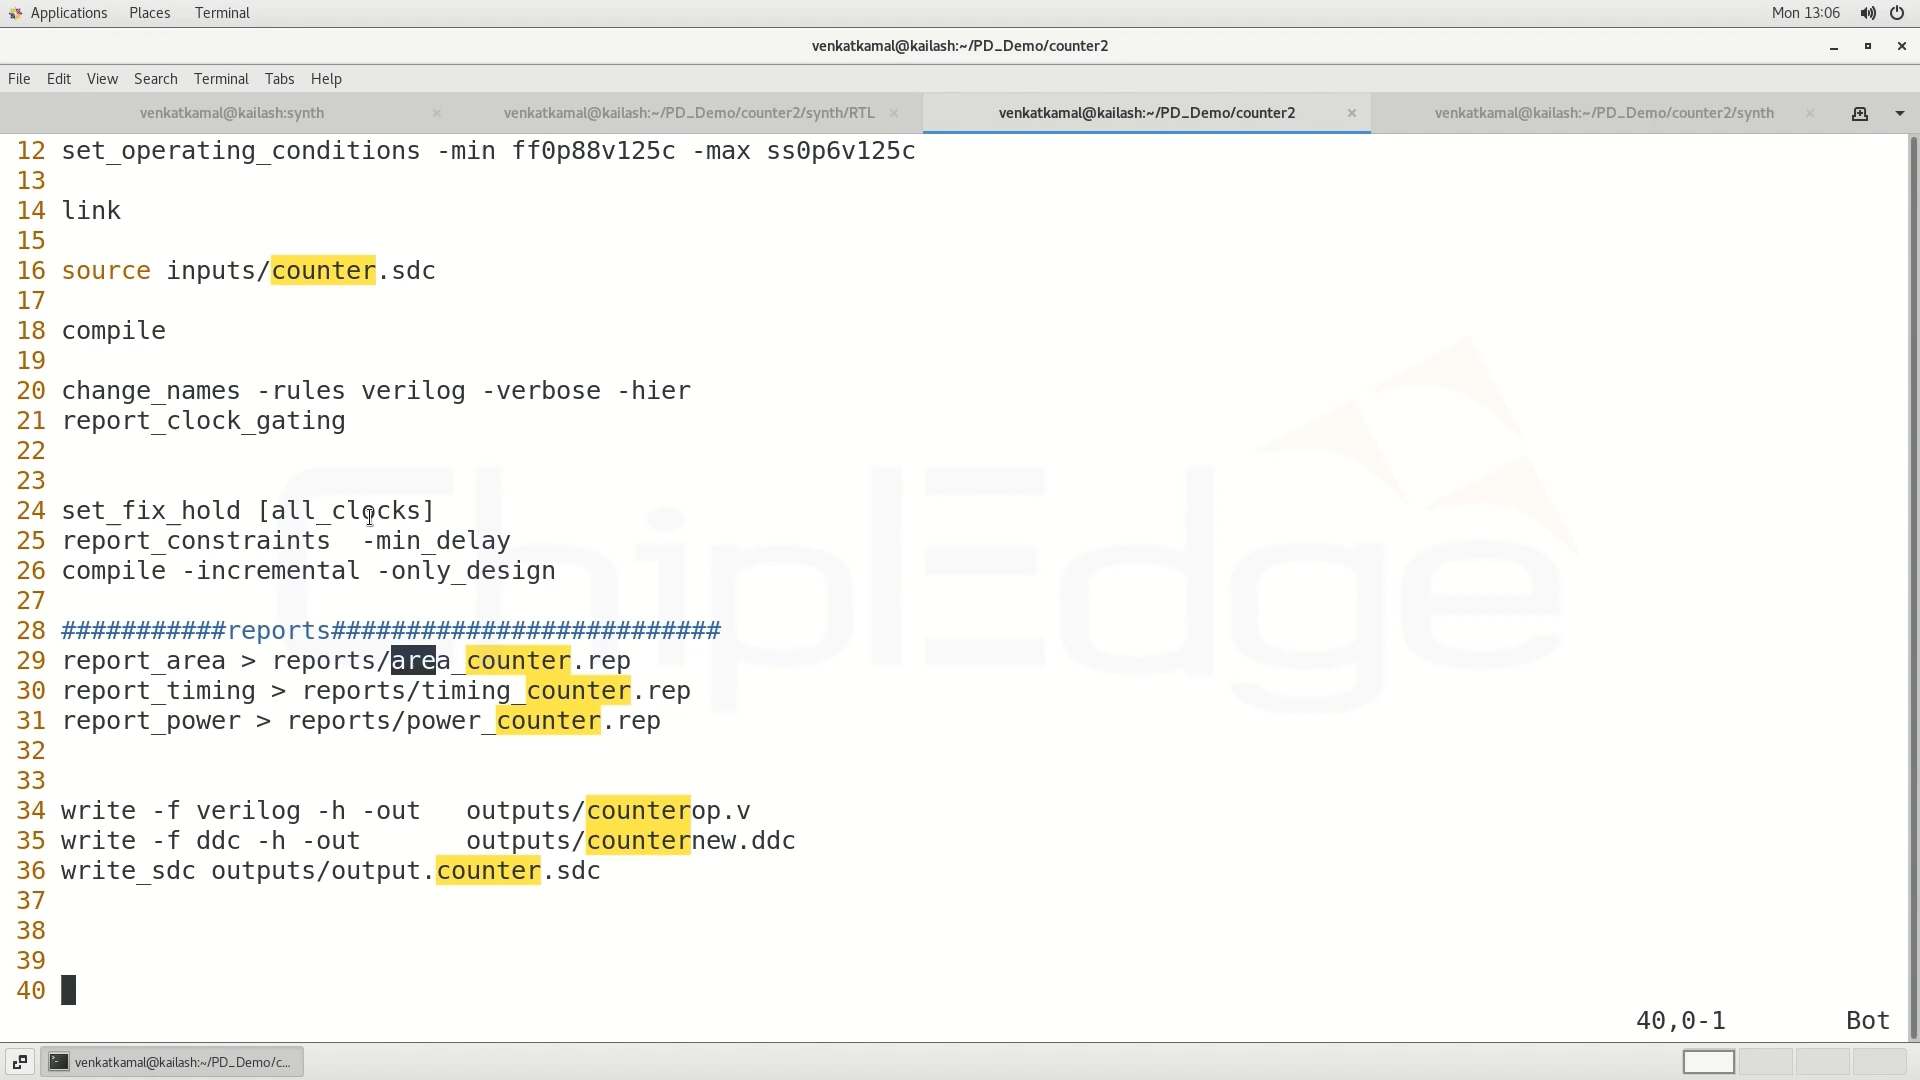 Applications Places Terminal Mon 13:06
venkatkamal@kailash:~/PD_Demo/counter2
File Edit View Search Terminal Tabs Help
venkatkamal@kailash:synth venkatkamal@kailash:~/PD_Demo/counter2/synth/RTL venkatkamal@kailash:~/PD_Demo/counter2 venkatkamal@kailash:~/PD_Demo/counter2/synth
12 set_operating_conditions -min ff0p88v125c -max ss0p6v125c
13
14 link
15
16 source inputs/counter.sdc
17
18 compile
19
20 change_names -rules verilog -verbose -hier
21 report_clock_gating
22
23
24 set_fix_hold [all_clocks]
25 report_constraints  -min_delay
26 compile -incremental -only_design
27
28 ###########reports##########################
29 report_area > reports/area_counter.rep
30 report_timing > reports/timing_counter.rep
31 report_power > reports/power_counter.rep
32
33
34 write -f verilog -h -out   outputs/counterop.v
35 write -f ddc -h -out       outputs/counternew.ddc
36 write_sdc outputs/output.counter.sdc
37
38
39
40
40,0-1 Bot
venkatkamal@kailash:~/PD_Demo/c...
ChiplEdge